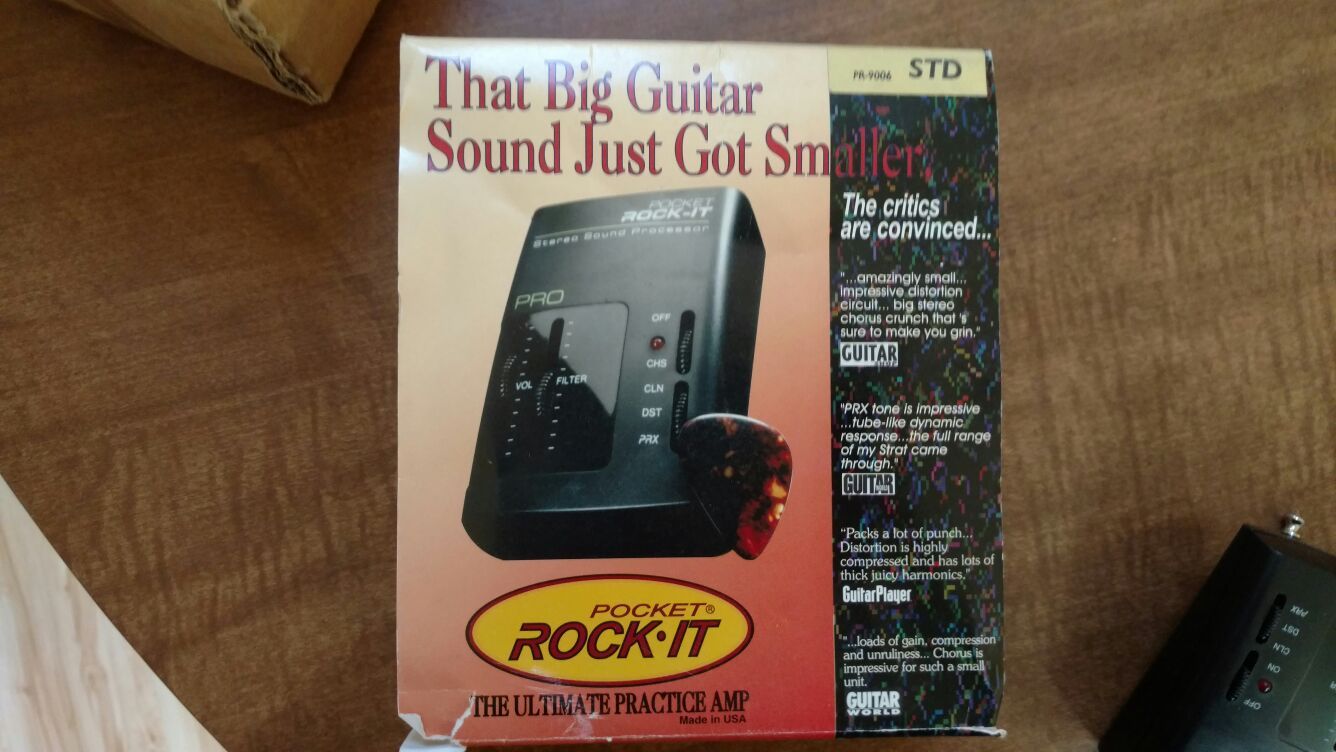 That Big Guitar
Sound Just Got Smaller.
PR-9006 STD
POCKET
ROCK-IT
Stereo Sound Processor
PRO
VOL
FILTER
OFF
CHS
CLN
DST
PRX
POCKET®
ROCK·IT
THE ULTIMATE PRACTICE AMP
Made in USA
The critics
are convinced...
"...amazingly small...
impressive distortion
circuit... big stereo
chorus crunch that's
sure to make you grin."
GUITAR
"PRX tone is impressive
...tube-like dynamic
response...the full range
of my Strat came
through."
GUITAR
"Packs a lot of punch...
Distortion is highly
compressed and has lots of
thick juicy harmonics."
GuitarPlayer
"...loads of gain, compression
and unruliness... Chorus is
impressive for such a small
unit.
GUITAR
WORLD
PRX
DST
CLN
ON
OFF